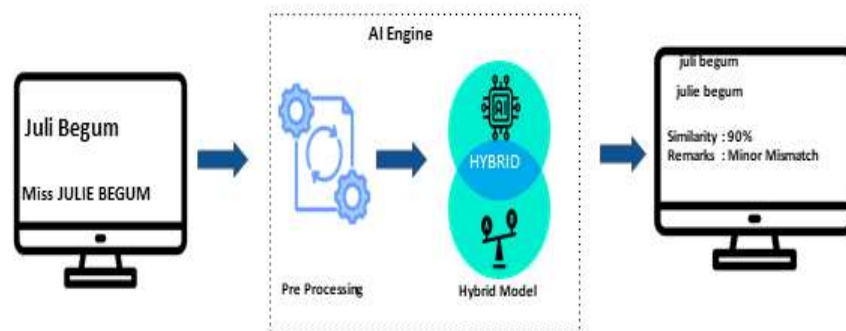 Juli Begum
Miss JULIE BEGUM
AI Engine
Pre Processing
AI
HYBRID
A
B
Hybrid Model
juli begum
julie begum
Similarity : 90%
Remarks : Minor Mismatch